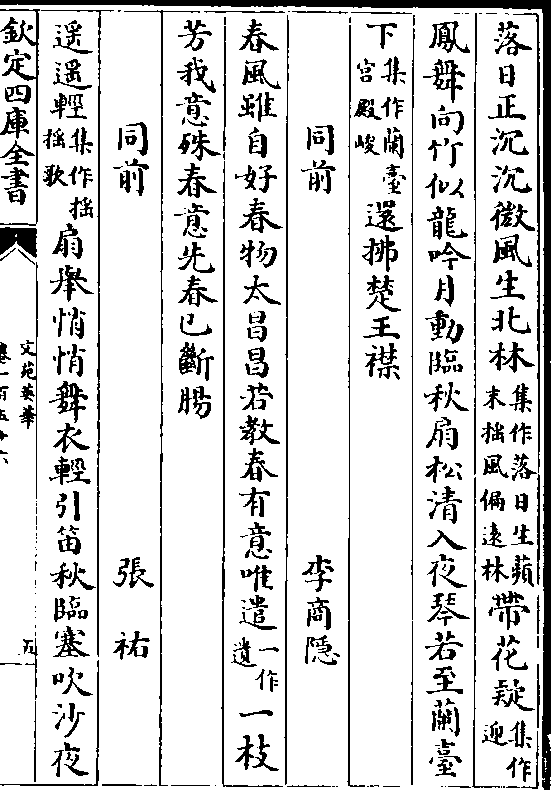 落日正沉沉微風生北林集作落日生蘋末揺風偏遠林帶花疑集作迎
鳳舞向竹似龍吟月動臨秋扇松清入夜琴若至蘭臺
下集作蘭臺宮殿峻還拂楚王襟
同前 李商隠
春風雖自好春物太昌昌若教春有意唯遣一作遺一枝
芳我意殊春意先春已斷腸
同前 張祐
遥遥輕集作揺揺歌扇舉悄悄舞衣輕引笛秋臨塞吹沙夜
欽定四庫全書
文苑英華
卷一百五十六
五